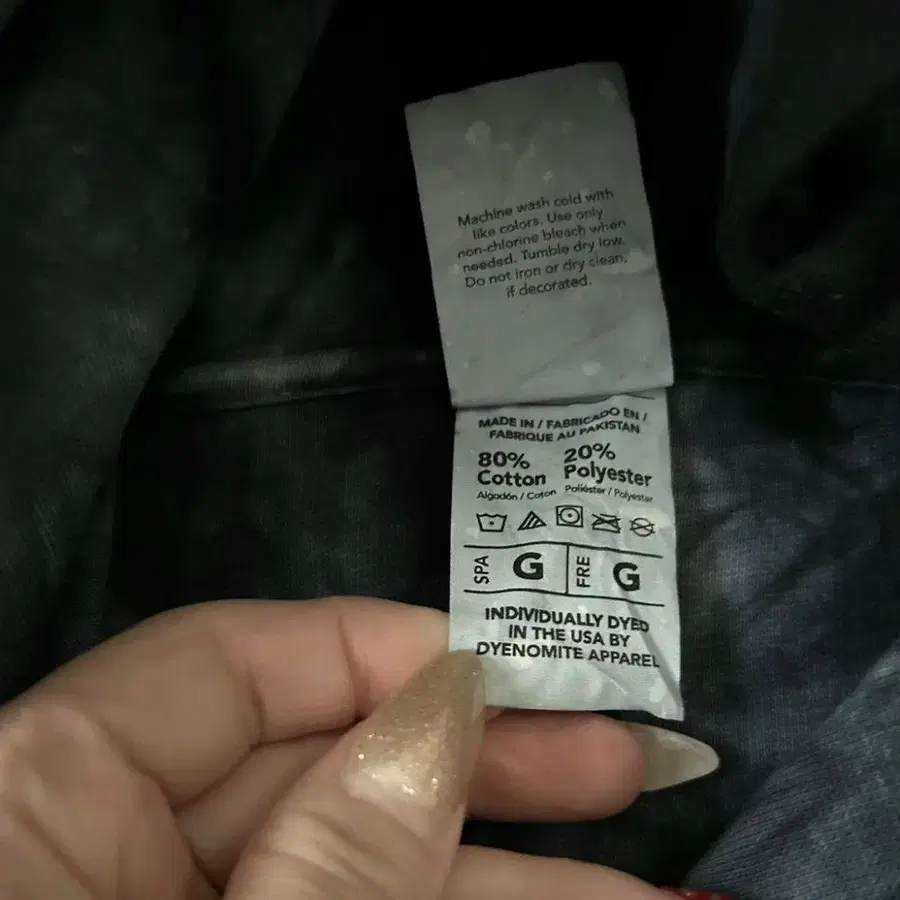 Machine wash cold with
like colors. Use only
non-chlorine bleach when
needed. Tumble dry low.
Do not iron or dry clean,
if decorated.
MADE IN / FABRICADO EN /
FABRIQUE AU PAKISTAN
80% 20%
Cotton Polyester
Algodón / Coton Poliéster / Polyester
SPA G FRE G
INDIVIDUALLY DYED
IN THE USA BY
DYENOMITE APPAREL